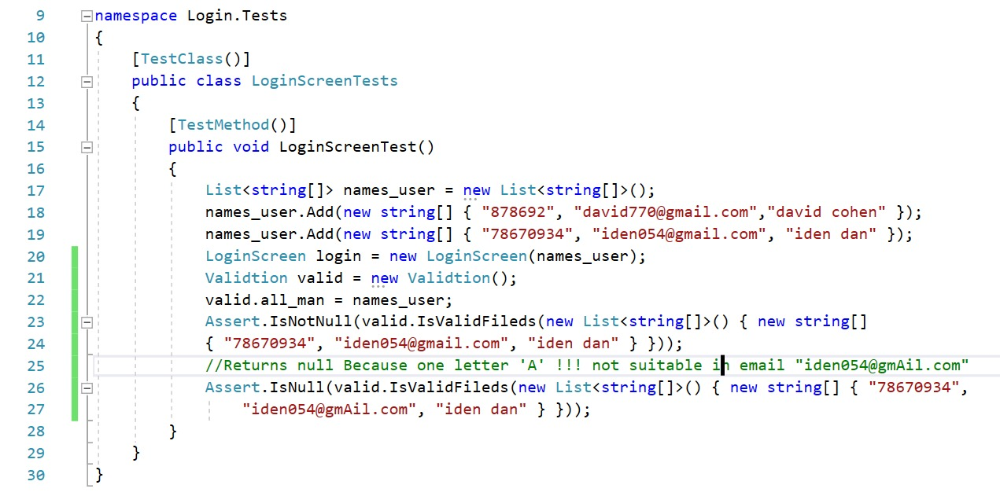 9 namespace Login.Tests
10 {
11 [TestClass()]
12 public class LoginScreenTests
13 {
14 [TestMethod()]
15 public void LoginScreenTest()
16 {
17 List<string[]> names_user = new List<string[]>();
18 names_user.Add(new string[] { "878692", "david770@gmail.com","david cohen" });
19 names_user.Add(new string[] { "78670934", "iden054@gmail.com", "iden dan" });
20 LoginScreen login = new LoginScreen(names_user);
21 Validtion valid = new Validtion();
22 valid.all_man = names_user;
23 Assert.IsNotNull(valid.IsValidFileds(new List<string[]>() { new string[]
24 { "78670934", "iden054@gmail.com", "iden dan" } }));
25 //Returns null Because one letter 'A' !!! not suitable in email "iden054@gmAil.com"
26 Assert.IsNull(valid.IsValidFileds(new List<string[]>() { new string[] { "78670934",
27 "iden054@gmAil.com", "iden dan" } }));
28 }
29 }
30 }